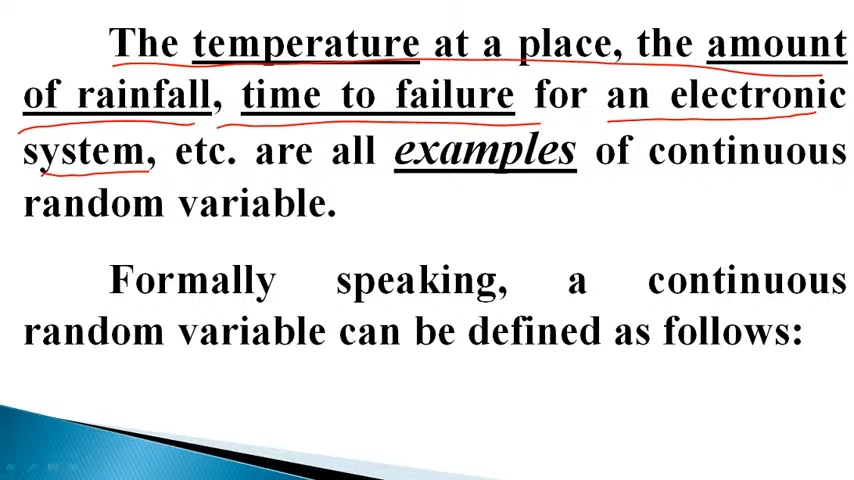 The temperature at a place, the amount
of rainfall, time to failure for an electronic
system, etc. are all examples of continuous
random variable.
Formally speaking, a continuous
random variable can be defined as follows: